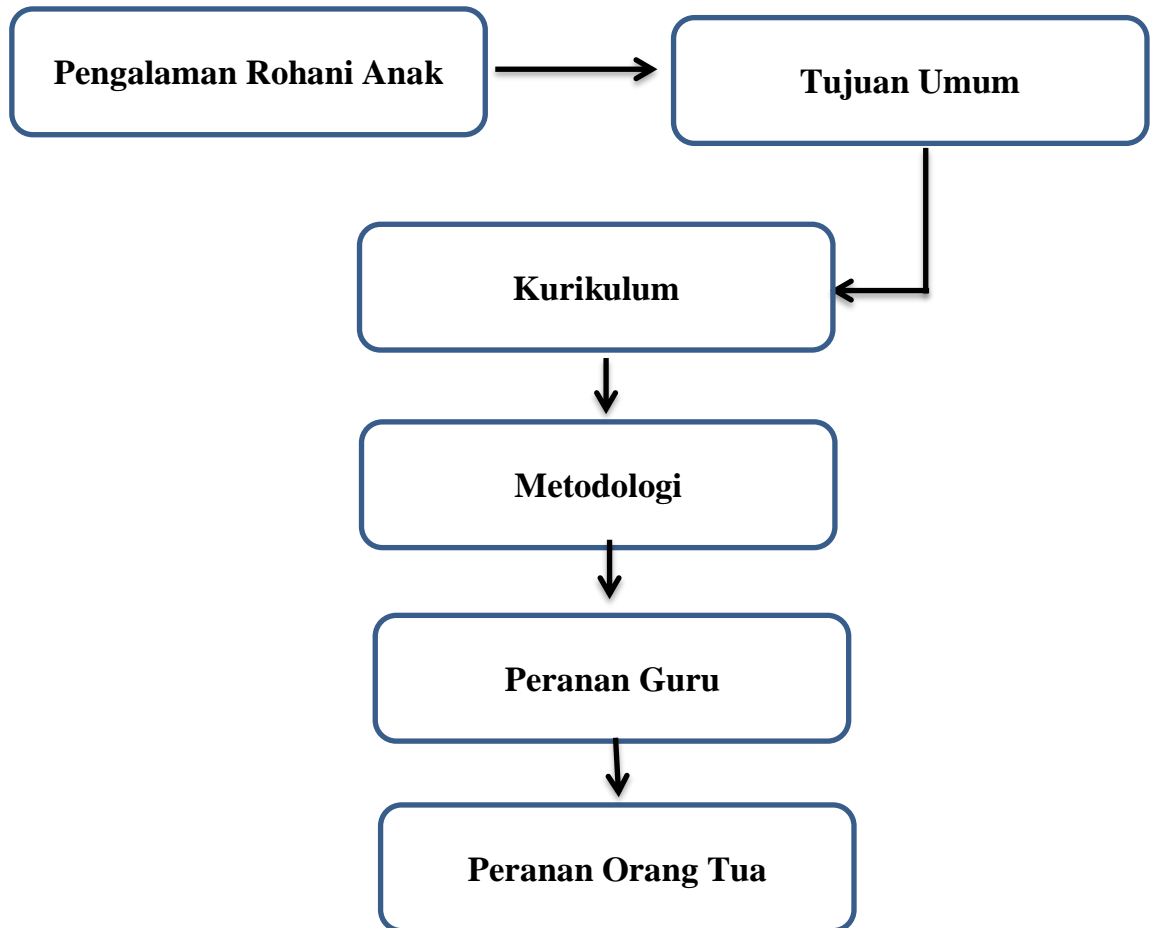 Pengalaman Rohani Anak
Tujuan Umum
Kurikulum
Metodologi
Peranan Guru
Peranan Orang Tua